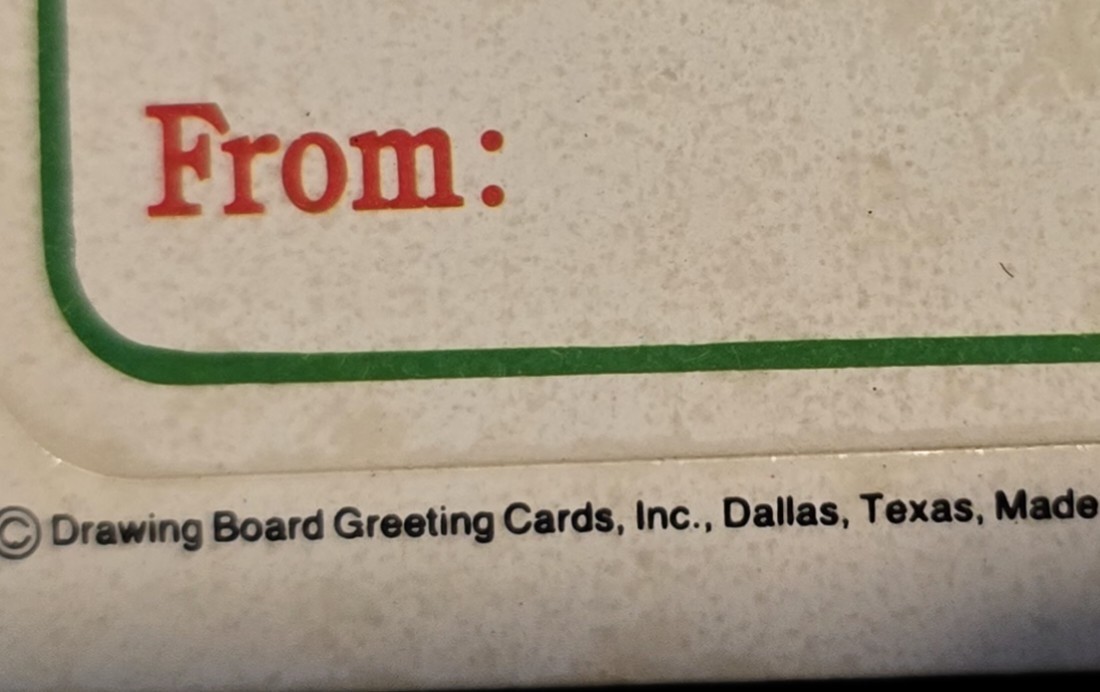 From:
© Drawing Board Greeting Cards, Inc., Dallas, Texas, Made